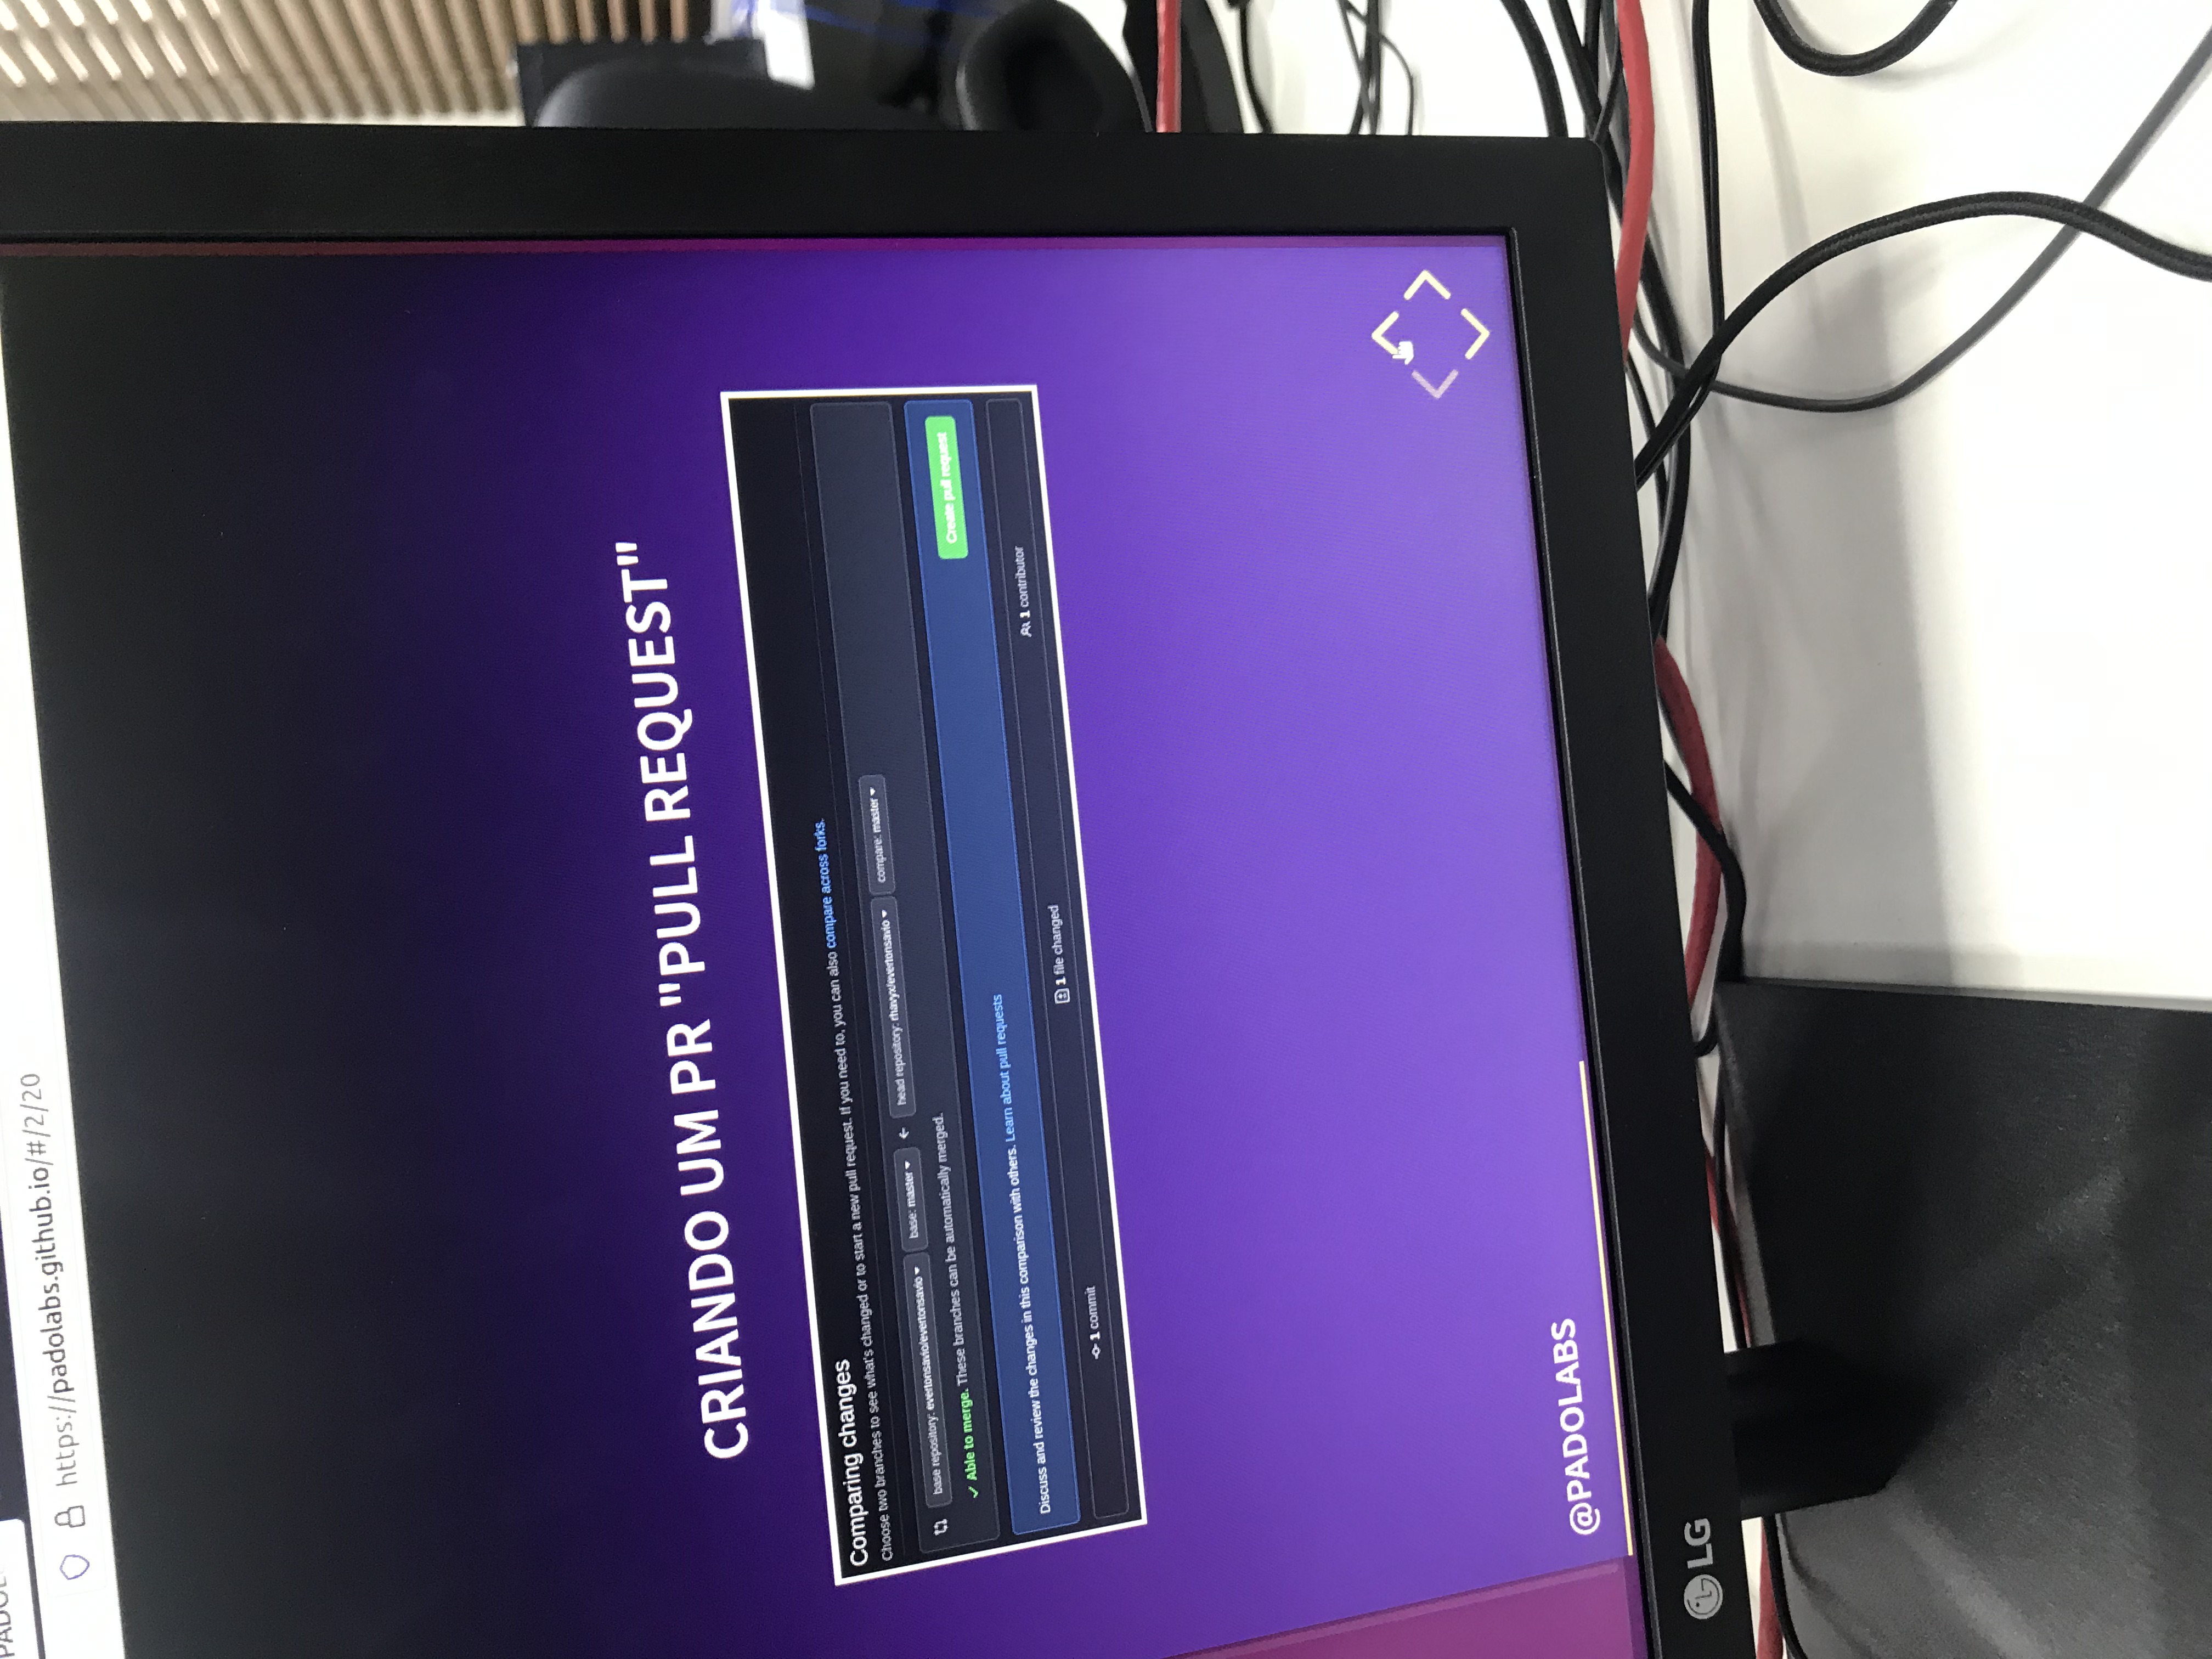 https://padolabs.github.io/#/2/20
CRIANDO UM PR "PULL REQUEST"
Comparing changes
Choose two branches to see what's changed or to start a new pull request. If you need to, you can also compare across forks.
base repository: evertonsavio/evertonsavio base: master ← head repository: rhavyx/evertonsavio compare: master
✓ Able to merge. These branches can be automatically merged.
Discuss and review the changes in this comparison with others. Learn about pull requests Create pull request
1 commit 1 file changed 1 contributor
@PADOLABS
LG